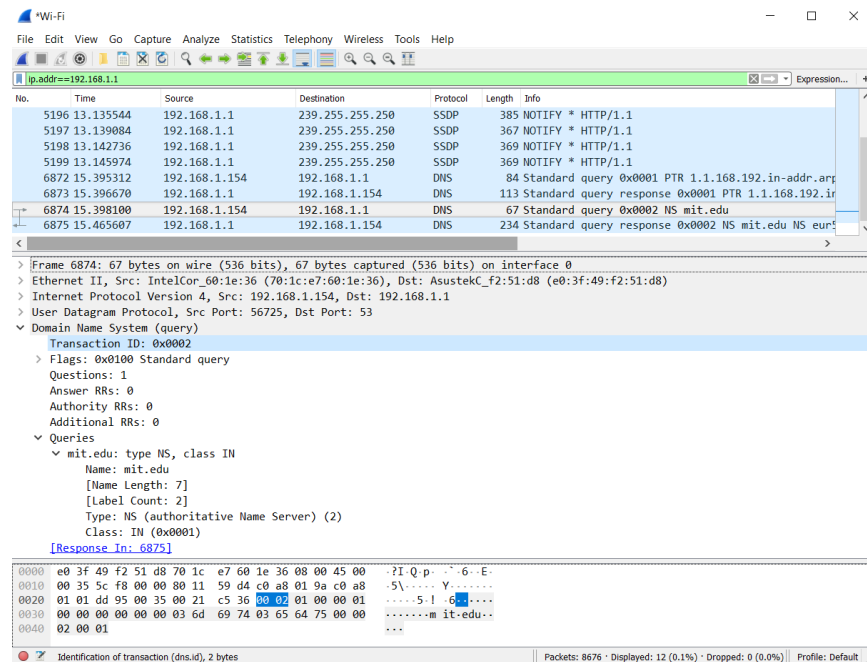 *Wi-Fi
File Edit View Go Capture Analyze Statistics Telephony Wireless Tools Help
ip.addr==192.168.1.1 Expression... +
No. Time Source Destination Protocol Length Info
5196 13.135544 192.168.1.1 239.255.255.250 SSDP 385 NOTIFY * HTTP/1.1
5197 13.139084 192.168.1.1 239.255.255.250 SSDP 367 NOTIFY * HTTP/1.1
5198 13.142736 192.168.1.1 239.255.255.250 SSDP 369 NOTIFY * HTTP/1.1
5199 13.145974 192.168.1.1 239.255.255.250 SSDP 369 NOTIFY * HTTP/1.1
6872 15.395312 192.168.1.154 192.168.1.1 DNS 84 Standard query 0x0001 PTR 1.1.168.192.in-addr.arp
6873 15.396670 192.168.1.1 192.168.1.154 DNS 113 Standard query response 0x0001 PTR 1.1.168.192.in
6874 15.398100 192.168.1.154 192.168.1.1 DNS 67 Standard query 0x0002 NS mit.edu
6875 15.465607 192.168.1.1 192.168.1.154 DNS 234 Standard query response 0x0002 NS mit.edu NS eur5
Frame 6874: 67 bytes on wire (536 bits), 67 bytes captured (536 bits) on interface 0
Ethernet II, Src: IntelCor_60:1e:36 (70:1c:e7:60:1e:36), Dst: AsustekC_f2:51:d8 (e0:3f:49:f2:51:d8)
Internet Protocol Version 4, Src: 192.168.1.154, Dst: 192.168.1.1
User Datagram Protocol, Src Port: 56725, Dst Port: 53
Domain Name System (query)
Transaction ID: 0x0002
Flags: 0x0100 Standard query
Questions: 1
Answer RRs: 0
Authority RRs: 0
Additional RRs: 0
Queries
mit.edu: type NS, class IN
Name: mit.edu
[Name Length: 7]
[Label Count: 2]
Type: NS (authoritative Name Server) (2)
Class: IN (0x0001)
[Response In: 6875]
0000 e0 3f 49 f2 51 d8 70 1c e7 60 1e 36 08 00 45 00 ·?I·Q·p· ·`·6··E·
0010 00 35 5c f8 00 00 80 11 59 d4 c0 a8 01 9a c0 a8 ·5\····· Y·······
0020 01 01 dd 95 00 35 00 21 c5 36 00 02 01 00 00 01 ·····5·! ·6······
0030 00 00 00 00 00 00 03 6d 69 74 03 65 64 75 00 00 ·······m it·edu··
0040 02 00 01 ···
Identification of transaction (dns.id), 2 bytes Packets: 8676 · Displayed: 12 (0.1%) · Dropped: 0 (0.0%) Profile: Default